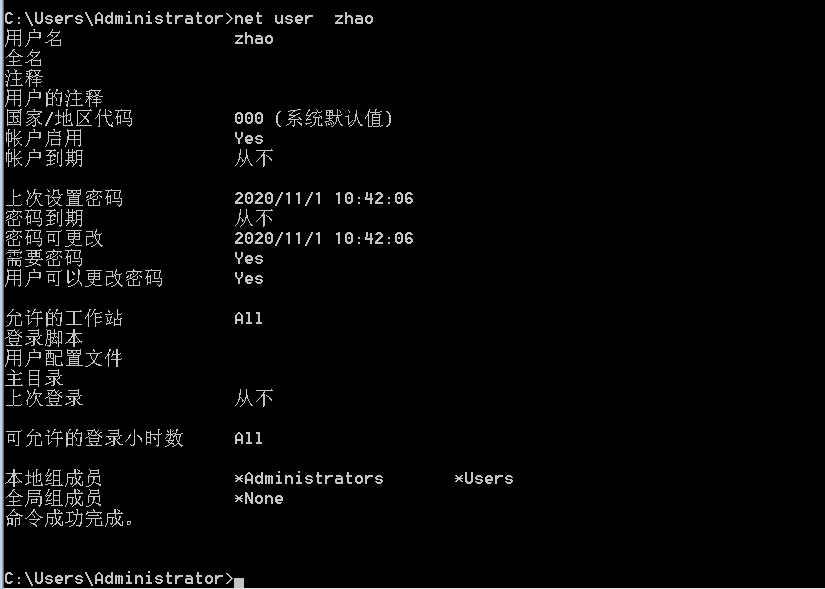 C:\Users\Administrator>net user  zhao
用户名                 zhao
全名
注释
用户的注释
国家/地区代码          000 (系统默认值)
帐户启用               Yes
帐户到期               从不
上次设置密码           2020/11/1 10:42:06
密码到期               从不
密码可更改             2020/11/1 10:42:06
需要密码               Yes
用户可以更改密码       Yes
允许的工作站           All
登录脚本
用户配置文件
主目录
上次登录               从不
可允许的登录小时数     All
本地组成员             *Administrators       *Users
全局组成员             *None
命令成功完成。
C:\Users\Administrator>